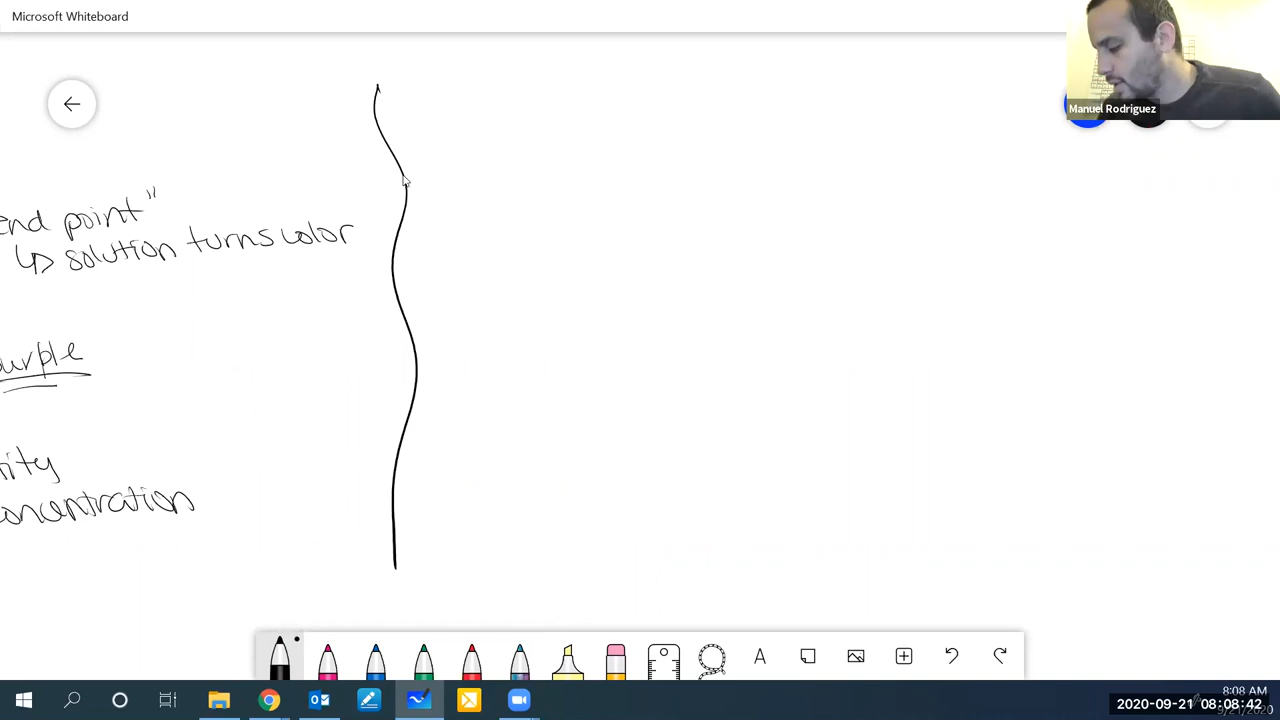 Microsoft Whiteboard
Manuel Rodriguez
end point"
↳ solution turns color
urple
rity
oncentration
A
8:08 AM
2020-09-21 08:08:42